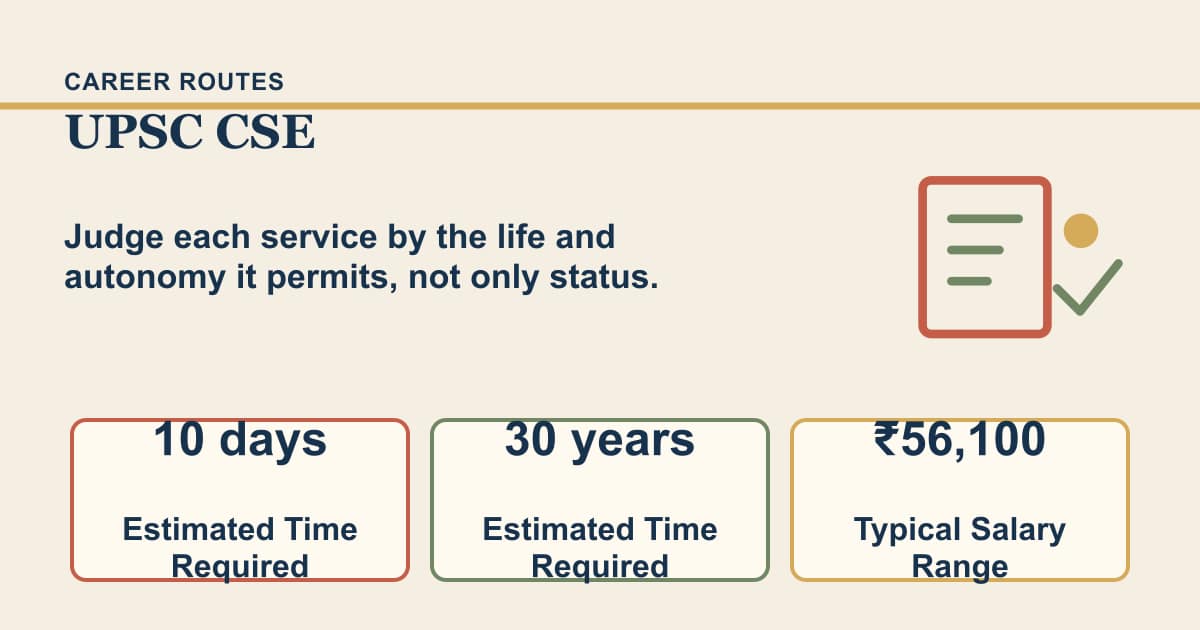 CAREER ROUTES
UPSC CSE
Judge each service by the life and
autonomy it permits, not only status.
10 days
Estimated Time
Required
30 years
Estimated Time
Required
₹56,100
Typical Salary
Range